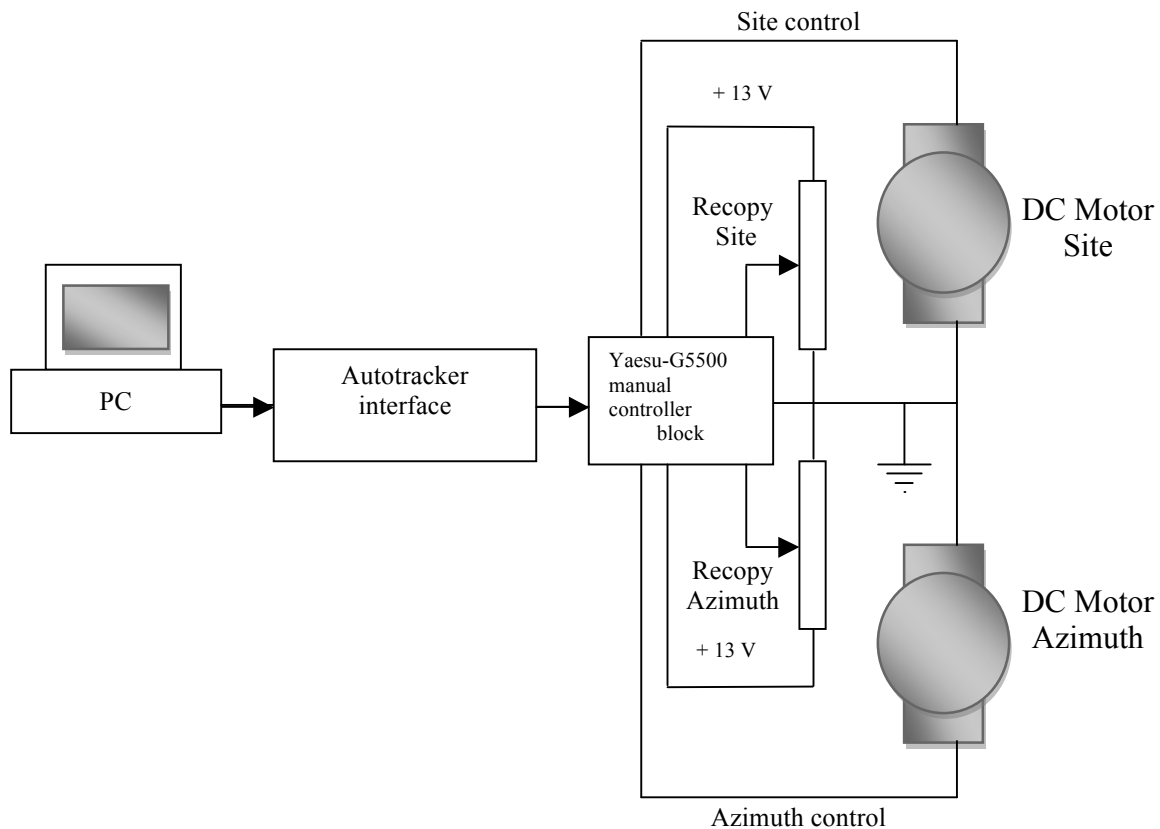 Site control
+ 13 V
Recopy
Site
DC Motor
Site
PC
Autotracker
interface
Yaesu-G5500
manual
controller
block
Recopy
Azimuth
DC Motor
Azimuth
+ 13 V
Azimuth control